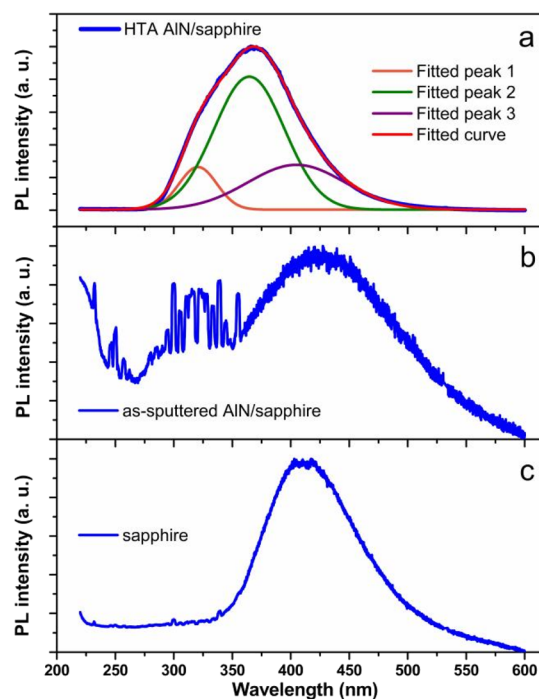 HTA AlN/sapphire
a
Fitted peak 1
Fitted peak 2
Fitted peak 3
Fitted curve
PL intensity (a. u.)
b
as-sputtered AlN/sapphire
PL intensity (a. u.)
c
sapphire
PL intensity (a. u.)
200 250 300 350 400 450 500 550 600
Wavelength (nm)